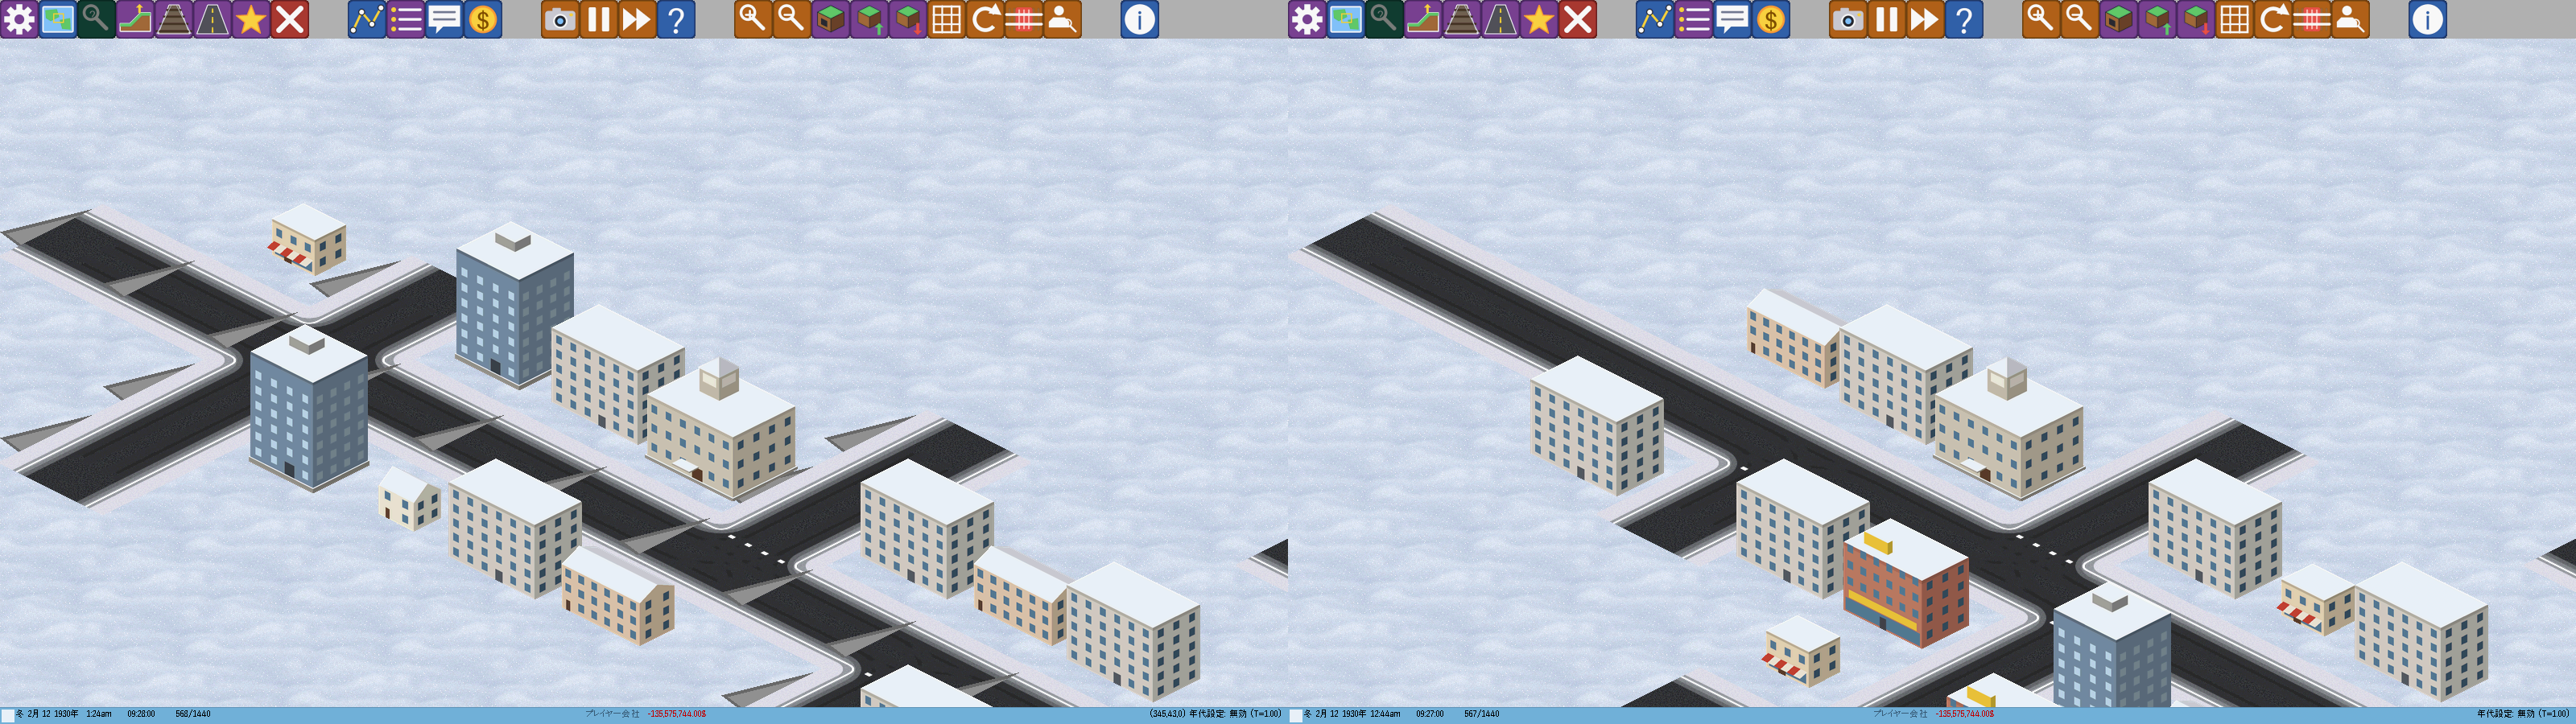 冬 2月 12 1930年 1:24am 09:28:00 568/1440 プレイヤー会社 -135,575,744.00$ (345,43,0) 年代設定: 無効 (T=1.00)
冬 2月 12 1930年 12:44am 09:27:00 567/1440 プレイヤー会社 -135,575,744.00$ 年代設定: 無効 (T=1.00)